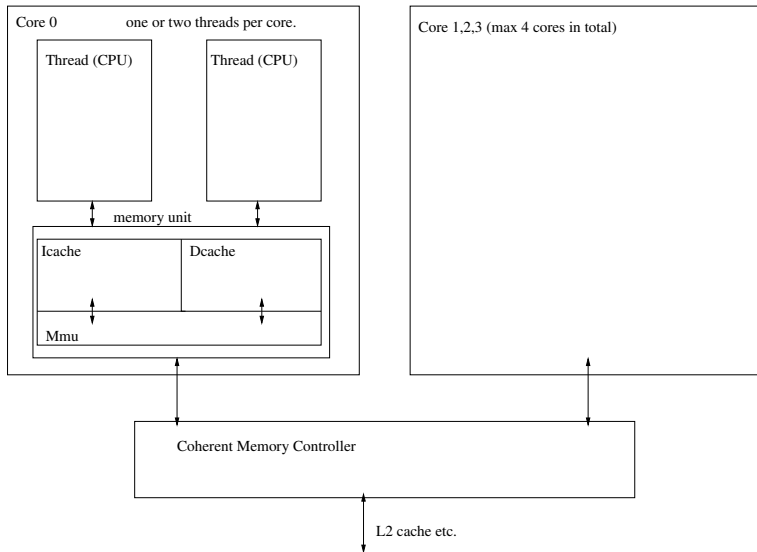 Core 0 one or two threads per core.
Core 1,2,3 (max 4 cores in total)
Thread (CPU)
Thread (CPU)
memory unit
Icache
Dcache
Mmu
Coherent Memory Controller
L2 cache etc.